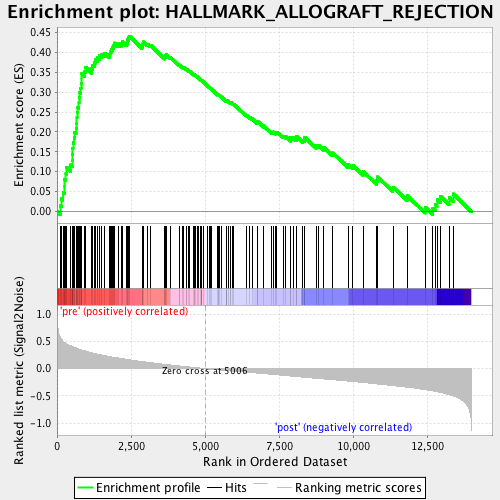 Enrichment plot: HALLMARK_ALLOGRAFT_REJECTION
Enrichment score (ES)
0.45
0.40
0.35
0.30
0.25
0.20
0.15
0.10
0.05
0.00
'pre' (positively correlated)
Ranked list metric (Signal2Noise)
1.0
0.5
0.0
-0.5
-1.0
Zero cross at 5006
'post' (negatively correlated)
0 2,500 5,000 7,500 10,000 12,500
Rank in Ordered Dataset
Enrichment profile Hits Ranking metric scores